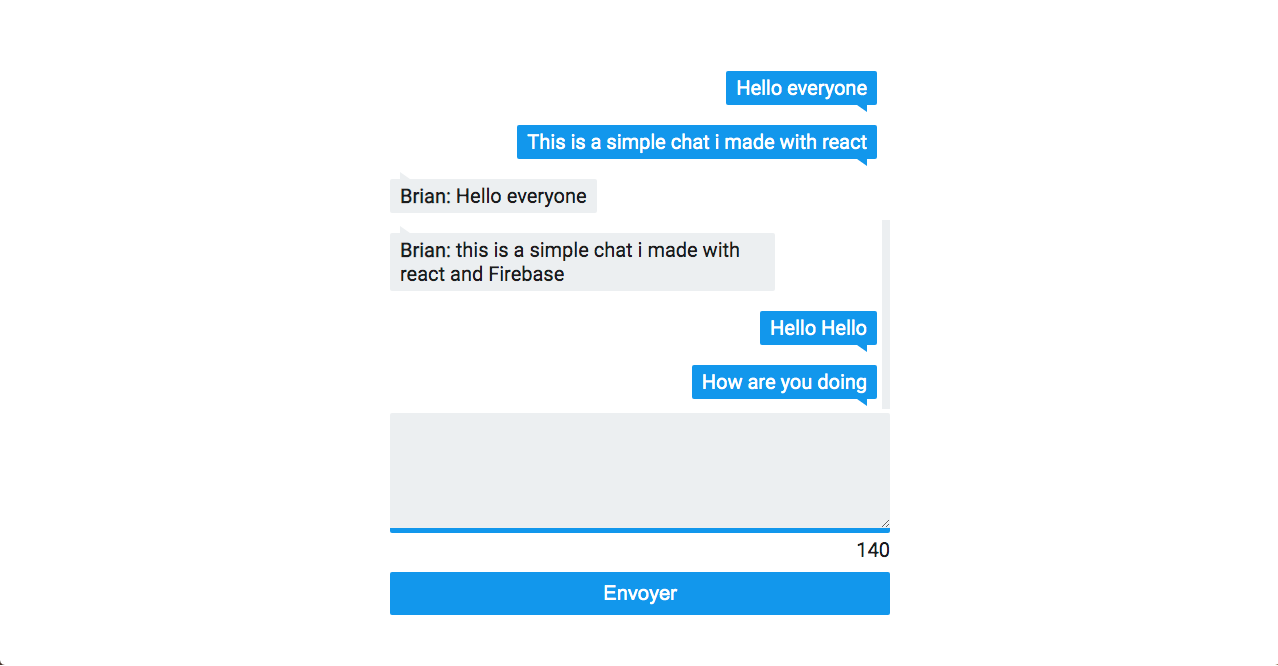 Hello everyone
This is a simple chat i made with react
Brian: Hello everyone
Brian: this is a simple chat i made with
react and Firebase
Hello Hello
How are you doing
140
Envoyer